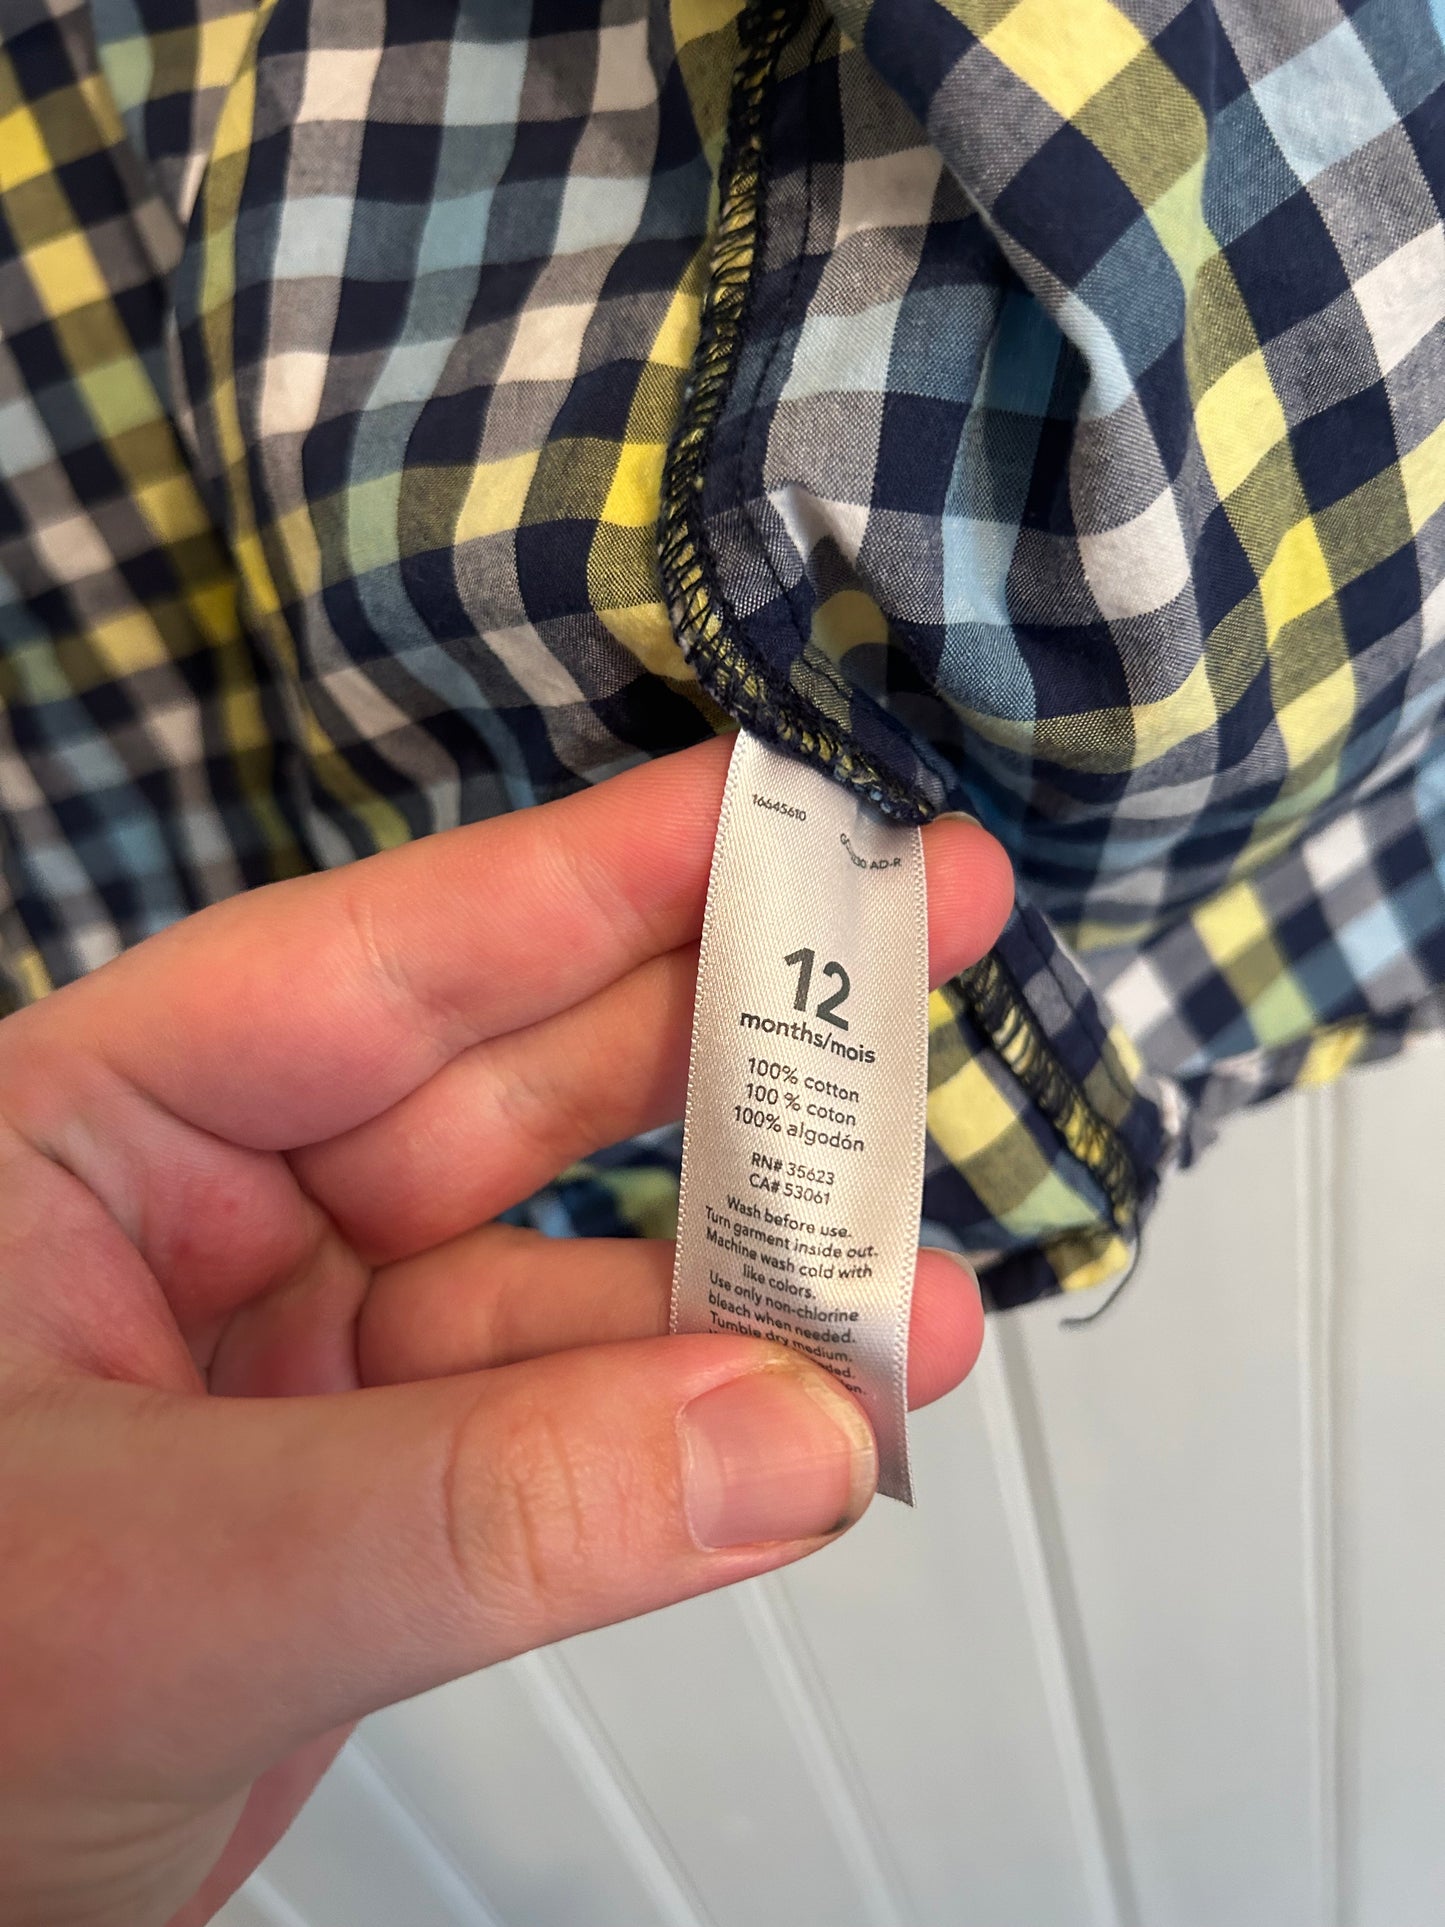 16645610
AD-R
12
months/mois
100% cotton
100 % coton
100% algodón
RN# 35623
CA# 53061
Wash before use.
Turn garment inside out.
Machine wash cold with
like colors.
Use only non-chlorine
bleach when needed.
Tumble dry medium.